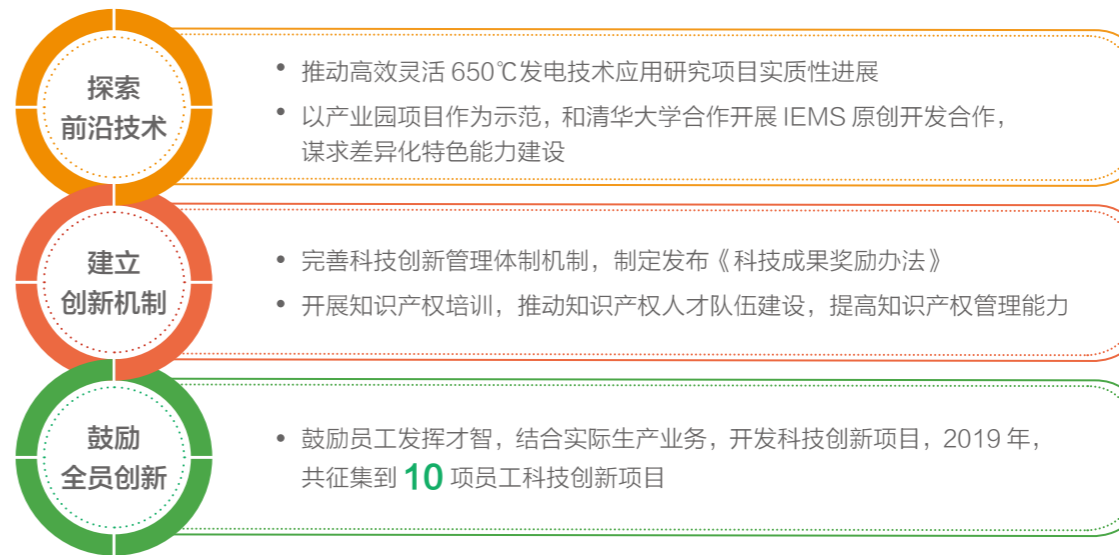 探索
前沿技术
• 推动高效灵活 650℃发电技术应用研究项目实质性进展
• 以产业园项目作为示范，和清华大学合作开展 IEMS 原创开发合作，
谋求差异化特色能力建设
建立
创新机制
• 完善科技创新管理体制机制，制定发布《科技成果奖励办法》
• 开展知识产权培训，推动知识产权人才队伍建设，提高知识产权管理能力
鼓励
全员创新
• 鼓励员工发挥才智，结合实际生产业务，开发科技创新项目，2019 年，
共征集到 10 项员工科技创新项目